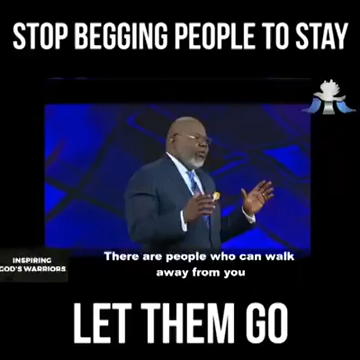 STOP BEGGING PEOPLE TO STAY
There are people who can walk
away from you
INSPIRING
GOD'S WARRIORS
LET THEM GO